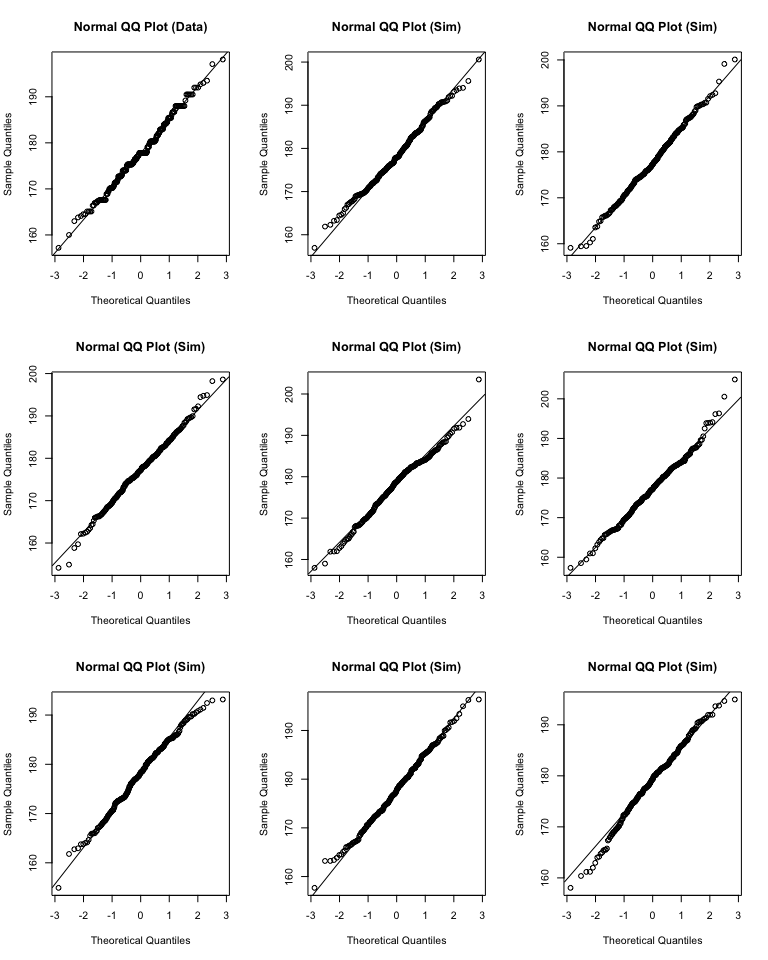 Normal QQ Plot (Data)
Sample Quantiles
160 170 180 190
-3 -2 -1 0 1 2 3
Theoretical Quantiles
Normal QQ Plot (Sim)
Sample Quantiles
160 170 180 190 200
-3 -2 -1 0 1 2 3
Theoretical Quantiles
Normal QQ Plot (Sim)
Sample Quantiles
160 170 180 190 200
-3 -2 -1 0 1 2 3
Theoretical Quantiles
Normal QQ Plot (Sim)
Sample Quantiles
160 170 180 190 200
-3 -2 -1 0 1 2 3
Theoretical Quantiles
Normal QQ Plot (Sim)
Sample Quantiles
160 170 180 190 200
-3 -2 -1 0 1 2 3
Theoretical Quantiles
Normal QQ Plot (Sim)
Sample Quantiles
160 170 180 190 200
-3 -2 -1 0 1 2 3
Theoretical Quantiles
Normal QQ Plot (Sim)
Sample Quantiles
160 170 180 190
-3 -2 -1 0 1 2 3
Theoretical Quantiles
Normal QQ Plot (Sim)
Sample Quantiles
160 170 180 190
-3 -2 -1 0 1 2 3
Theoretical Quantiles
Normal QQ Plot (Sim)
Sample Quantiles
160 170 180 190
-3 -2 -1 0 1 2 3
Theoretical Quantiles